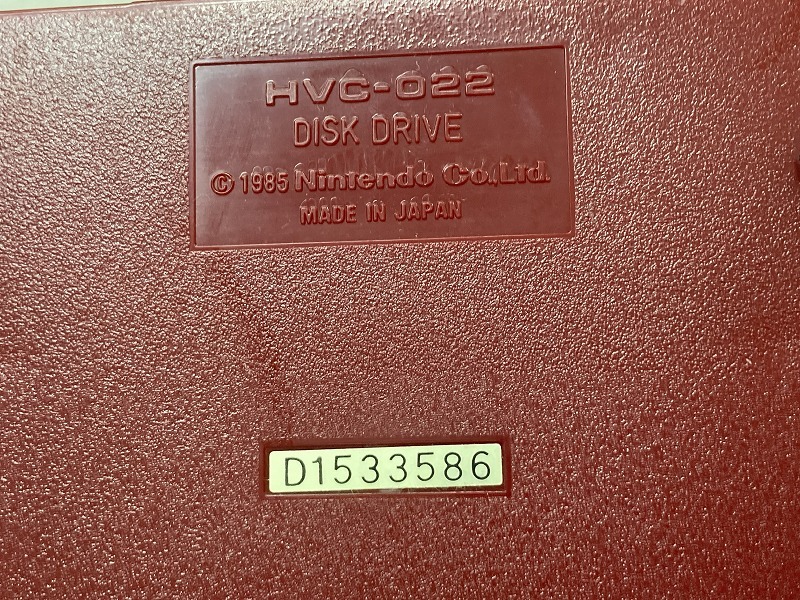 HVC-022
DISK DRIVE
© 1985 Nintendo Co.,Ltd.
MADE IN JAPAN
D1533586